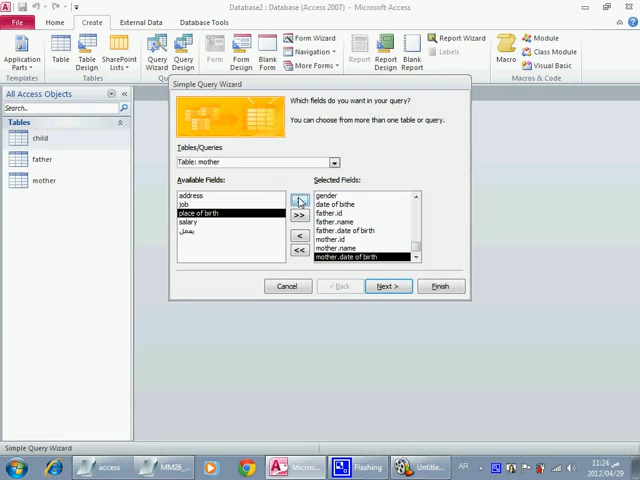 Database2 : Database (Access 2007) - Microsoft Access
File Home Create External Data Database Tools
Application Parts
Table
Table Design
SharePoint Lists
Query Wizard
Query Design
Form
Form Design
Blank Form
Form Wizard
Navigation
More Forms
Report
Report Design
Blank Report
Report Wizard
Labels
Macro
Module
Class Module
Visual Basic
Templates
Tables
Macros & Code
All Access Objects
Search...
Tables
child
father
mother
Simple Query Wizard
Which fields do you want in your query?
You can choose from more than one table or query.
Tables/Queries
Table: mother
Available Fields:
address
job
place of birth
salary
يعمل
>
>>
<
<<
Selected Fields:
gender
date of bithe
father.id
father.name
father.date of birth
mother.id
mother.name
mother.date of birth
Cancel < Back Next > Finish
Simple Query Wizard
access
MM26_
Micros...
Flashing
Untitle...
AR
11:24 ص
2012/04/29